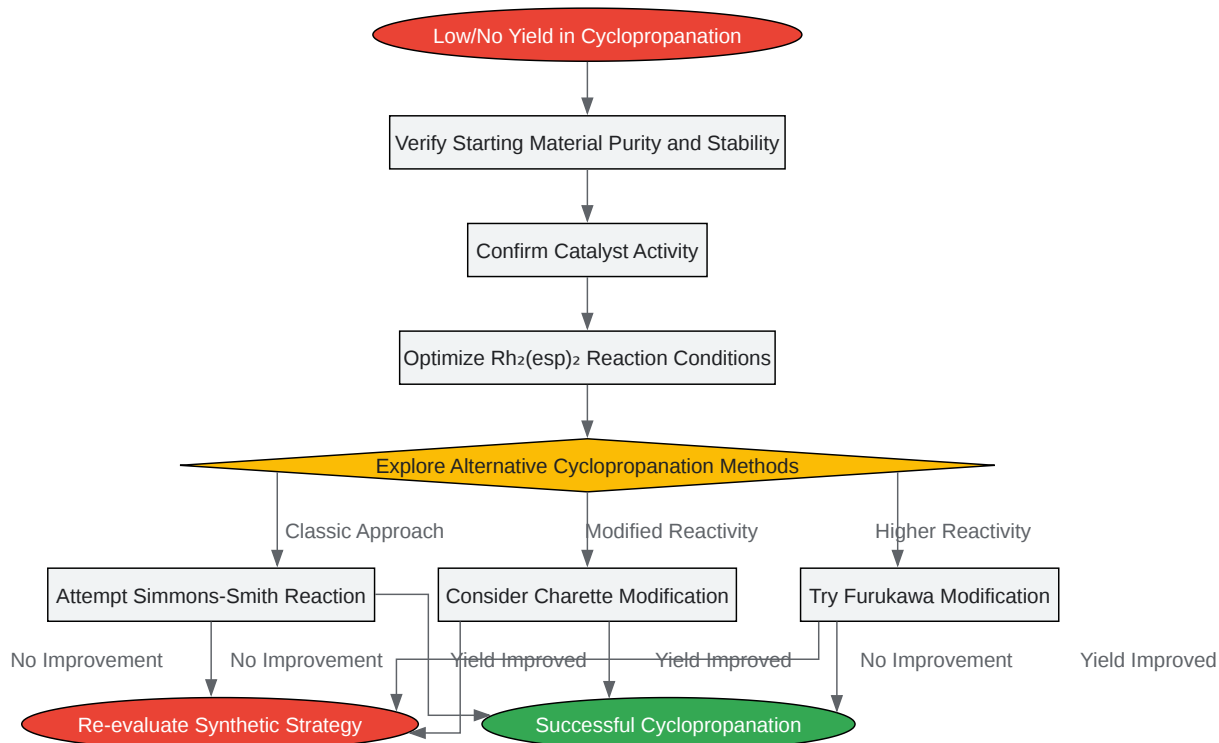 Low/No Yield in Cyclopropanation
Verify Starting Material Purity and Stability
Confirm Catalyst Activity
Optimize Rh₂(esp)₂ Reaction Conditions
Explore Alternative Cyclopropanation Methods
Classic Approach
Modified Reactivity
Higher Reactivity
Attempt Simmons-Smith Reaction
Consider Charette Modification
Try Furukawa Modification
No Improvement
No Improvement
Yield Improved
Yield Improved
No Improvement
Yield Improved
Re-evaluate Synthetic Strategy
Successful Cyclopropanation